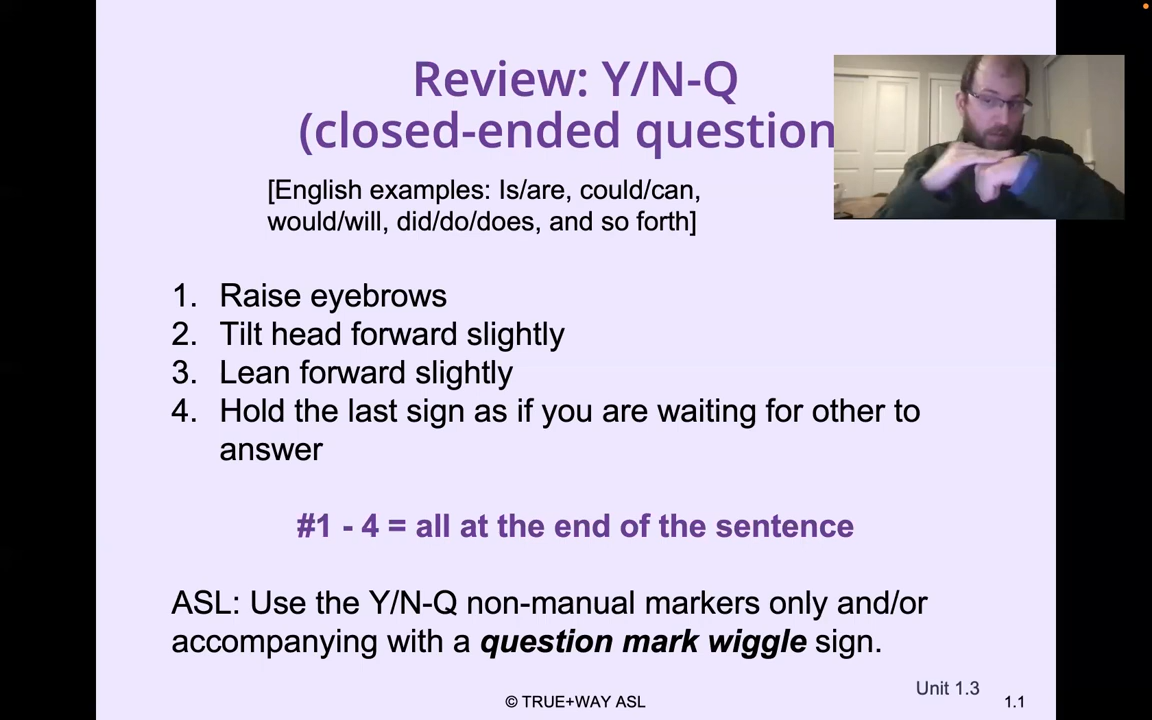 Review: Y/N-Q
(closed-ended question
[English examples: Is/are, could/can,
would/will, did/do/does, and so forth]
1. Raise eyebrows
2. Tilt head forward slightly
3. Lean forward slightly
4. Hold the last sign as if you are waiting for other to
answer
#1 - 4 = all at the end of the sentence
ASL: Use the Y/N-Q non-manual markers only and/or
accompanying with a question mark wiggle sign.
Unit 1.3
© TRUE+WAY ASL
1.1